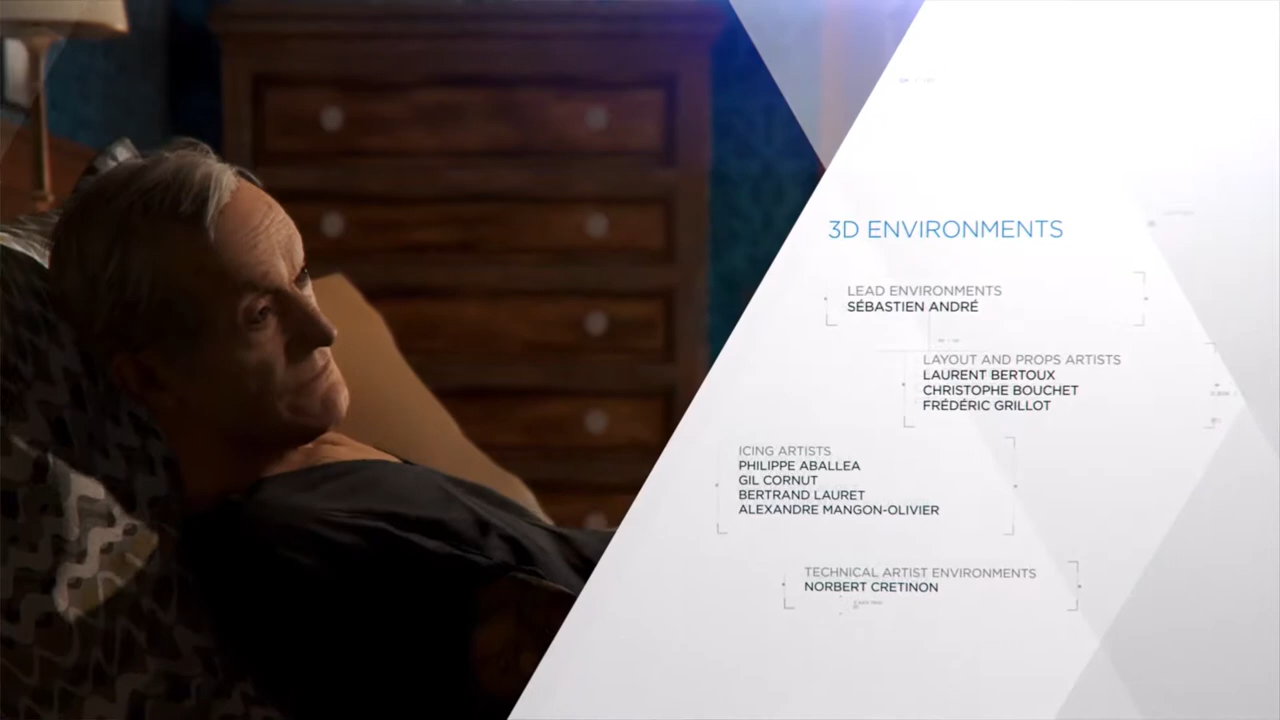 3D ENVIRONMENTS
LEAD ENVIRONMENTS
SÉBASTIEN ANDRÉ
LAYOUT AND PROPS ARTISTS
LAURENT BERTOUX
CHRISTOPHE BOUCHET
FRÉDÉRIC GRILLOT
ICING ARTISTS
PHILIPPE ABALLEA
GIL CORNUT
BERTRAND LAURET
ALEXANDRE MANGON-OLIVIER
TECHNICAL ARTIST ENVIRONMENTS
NORBERT CRETINON